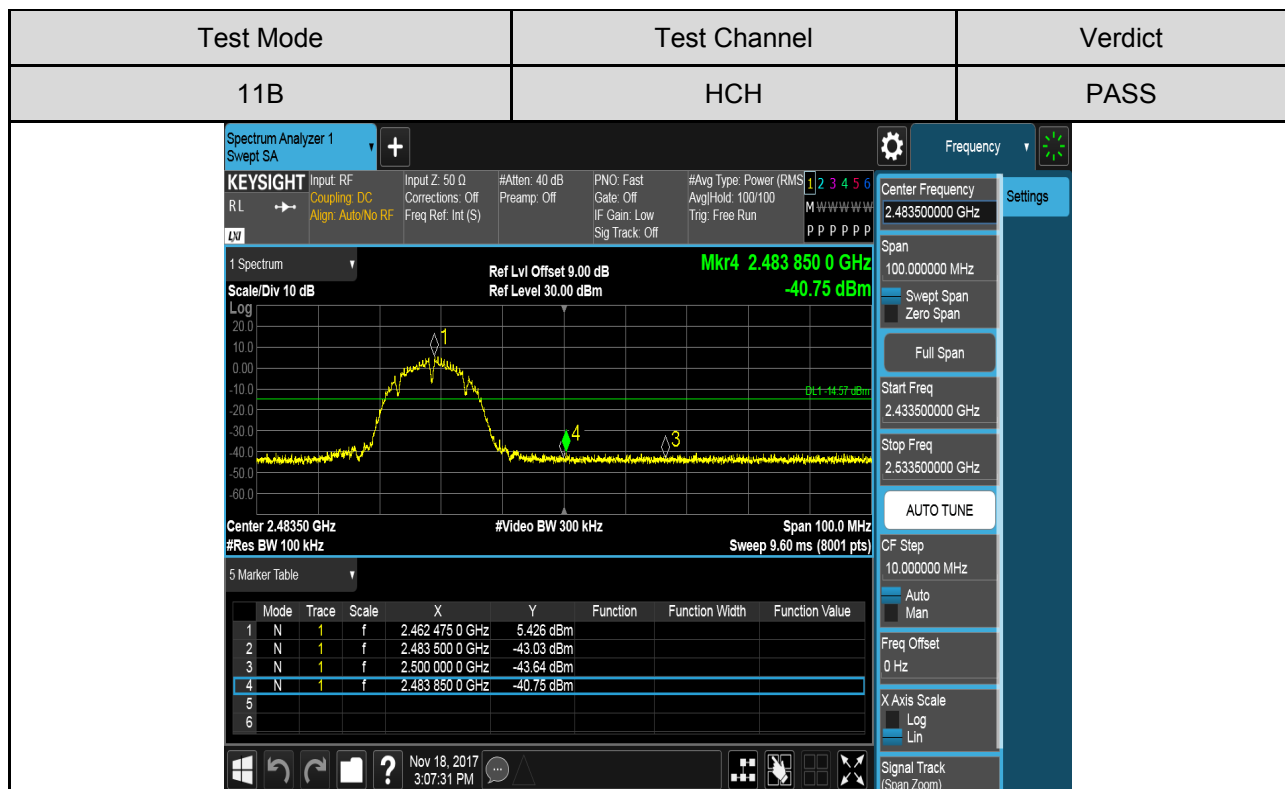 Test Mode Test Channel Verdict
11B HCH PASS
Spectrum Analyzer 1
Swept SA
+
Frequency
KEYSIGHT Input: RF Input Z: 50 Ω #Atten: 40 dB PNO: Fast #Avg Type: Power (RMS 1 2 3 4 5 6
RL Coupling: DC Corrections: Off Preamp: Off Gate: Off Avg|Hold: 100/100 M W W W W W
Align: Auto/No RF Freq Ref: Int (S) IF Gain: Low Trig: Free Run
LXI Sig Track: Off P P P P P P
1 Spectrum
Ref Lvl Offset 9.00 dB Mkr4 2.483 850 0 GHz
Scale/Div 10 dB Ref Level 30.00 dBm -40.75 dBm
Log
20.0
10.0
0.00
-10.0
-20.0
-30.0
-40.0
-50.0
-60.0
1
4
3
DL1 -14.57 dBm
Center 2.48350 GHz #Video BW 300 kHz Span 100.0 MHz
#Res BW 100 kHz Sweep 9.60 ms (8001 pts)
5 Marker Table
Mode Trace Scale X Y Function Function Width Function Value
1 N 1 f 2.462 475 0 GHz 5.426 dBm
2 N 1 f 2.483 500 0 GHz -43.03 dBm
3 N 1 f 2.500 000 0 GHz -43.64 dBm
4 N 1 f 2.483 850 0 GHz -40.75 dBm
5
6
?
Nov 18, 2017
3:07:31 PM
Center Frequency
2.483500000 GHz
Settings
Span
100.000000 MHz
Swept Span
Zero Span
Full Span
Start Freq
2.433500000 GHz
Stop Freq
2.533500000 GHz
AUTO TUNE
CF Step
10.000000 MHz
Auto
Man
Freq Offset
0 Hz
X Axis Scale
Log
Lin
Signal Track
(Span Zoom)